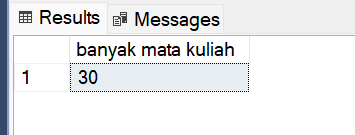 Results Messages
banyak mata kuliah
1 30